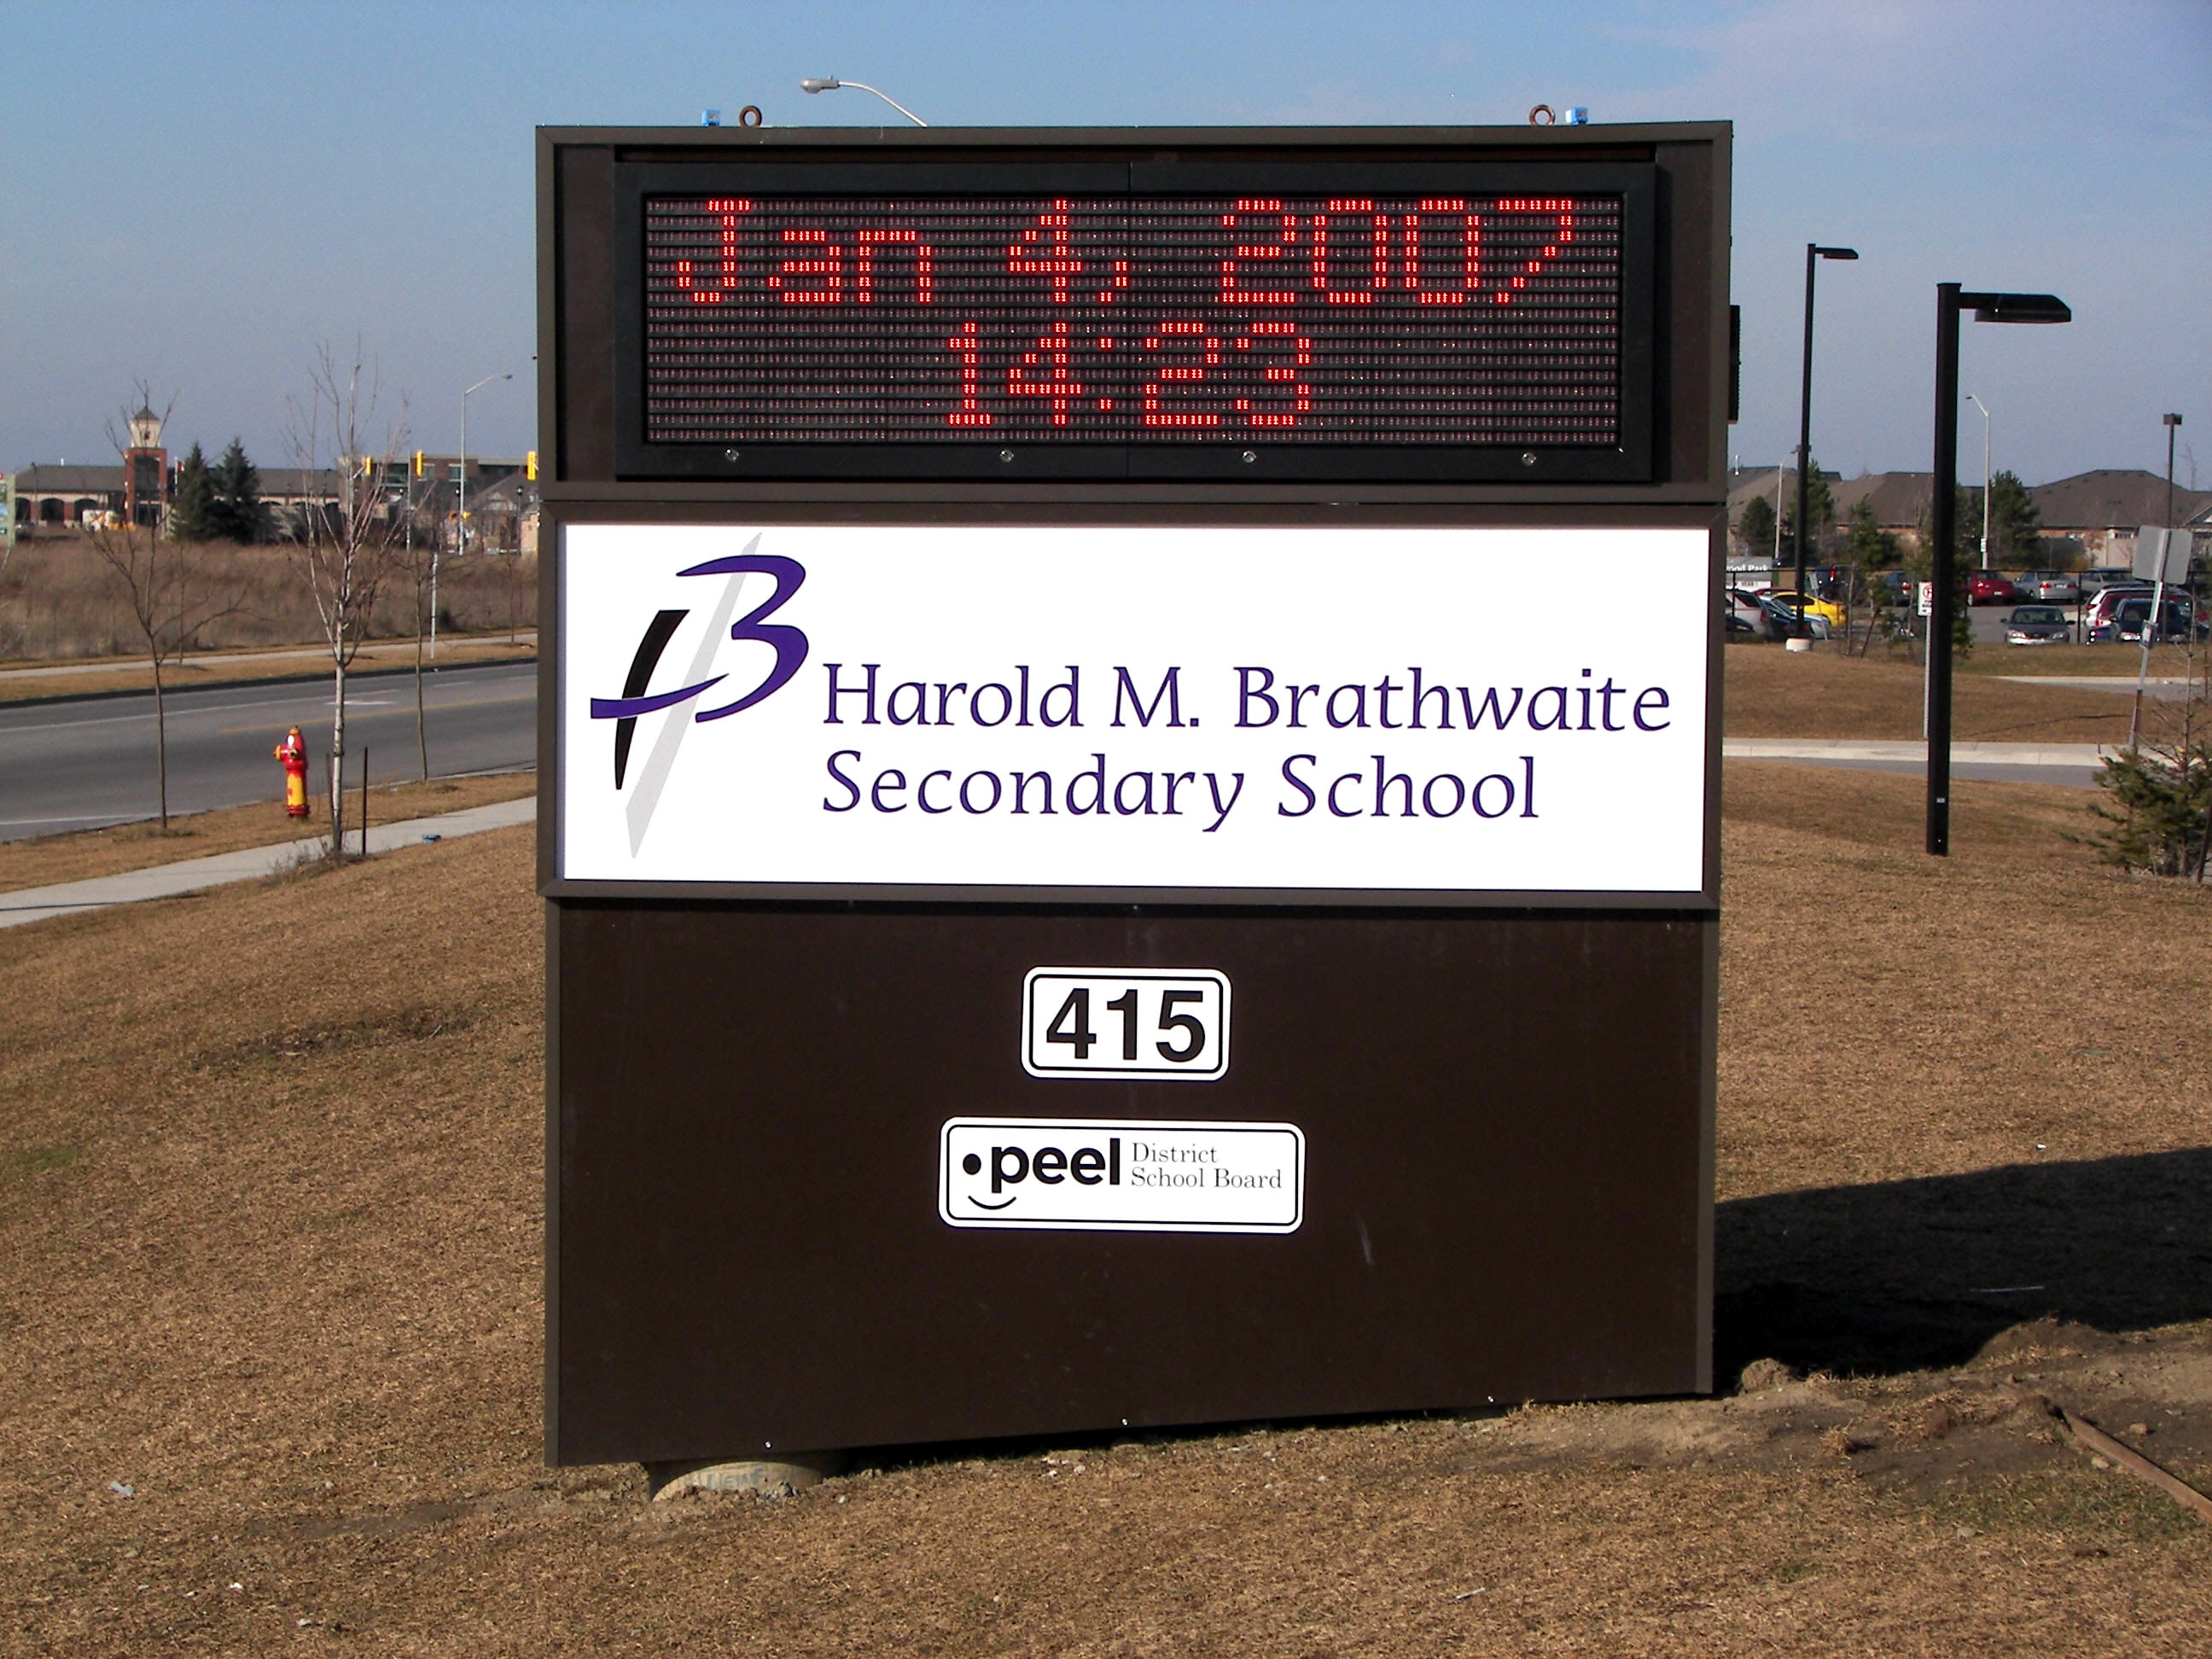 Jan 4, 2007
14:23
Harold M. Brathwaite
Secondary School
415
peel District
School Board